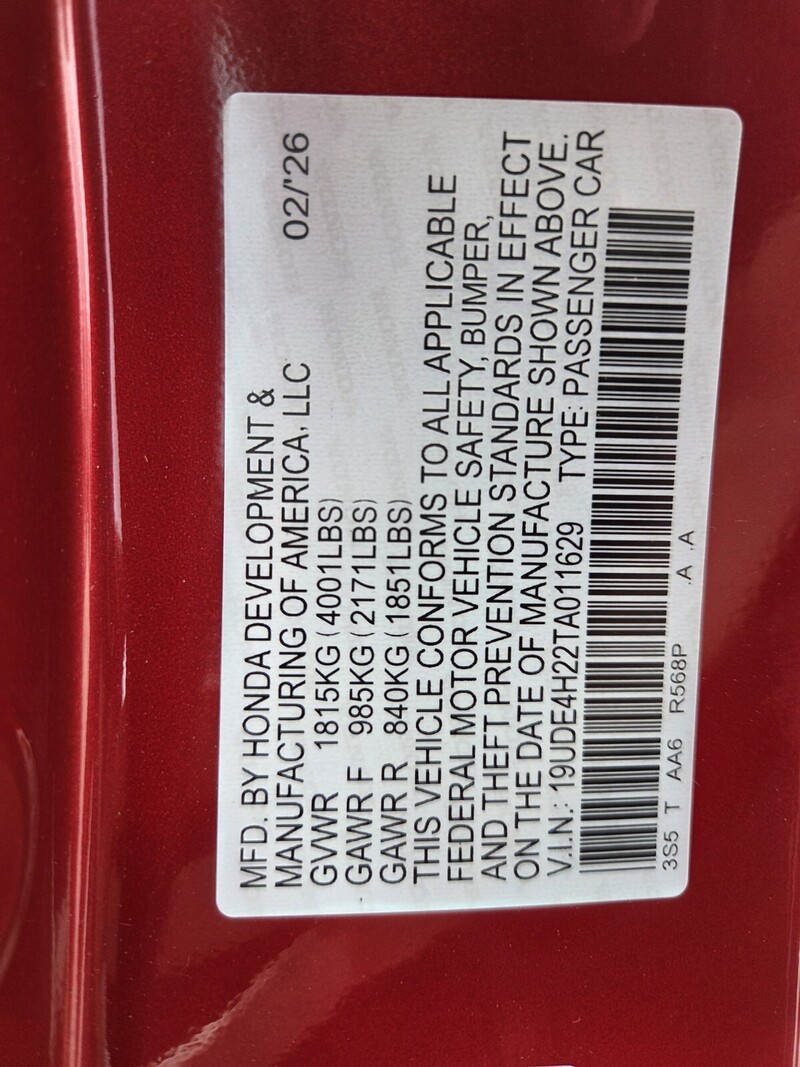 MFD. BY HONDA DEVELOPMENT &
MANUFACTURING OF AMERICA, LLC 02/'26
GVWR 1815KG (4001LBS)
GAWR F 985KG (2171LBS)
GAWR R 840KG (1851LBS)
THIS VEHICLE CONFORMS TO ALL APPLICABLE
FEDERAL MOTOR VEHICLE SAFETY, BUMPER,
AND THEFT PREVENTION STANDARDS IN EFFECT
ON THE DATE OF MANUFACTURE SHOWN ABOVE.
V.I.N.: 19UDE4H22TA011629 TYPE: PASSENGER CAR
3S5 T AA6 R568P .A .A